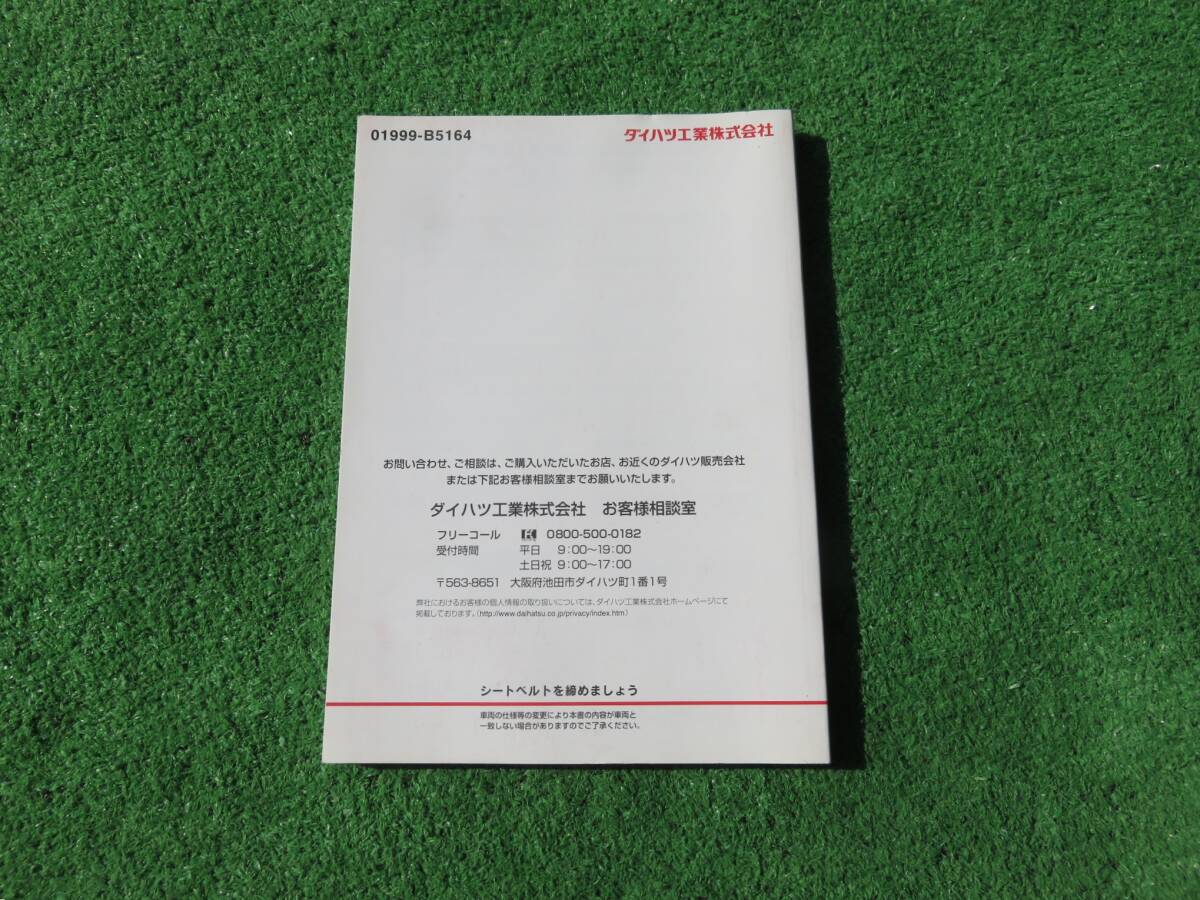 01999-B5164 ダイハツ工業株式会社
お問い合わせ、ご相談は、ご購入いただいたお店、お近くのダイハツ販売会社
または下記お客様相談室までお願いいたします。
ダイハツ工業株式会社 お客様相談室
フリーコール 0800-500-0182
受付時間 平日 9:00〜19:00
土日祝 9:00〜17:00
〒563-8651 大阪府池田市ダイハツ町1番1号
弊社におけるお客様の個人情報の取り扱いについては、ダイハツ工業株式会社ホームページにて
掲載しております。(http://www.daihatsu.co.jp/privacy/index.htm)
シートベルトを締めましょう
車両の仕様等の変更により本書の内容が車両と
一致しない場合がありますのでご了承ください。